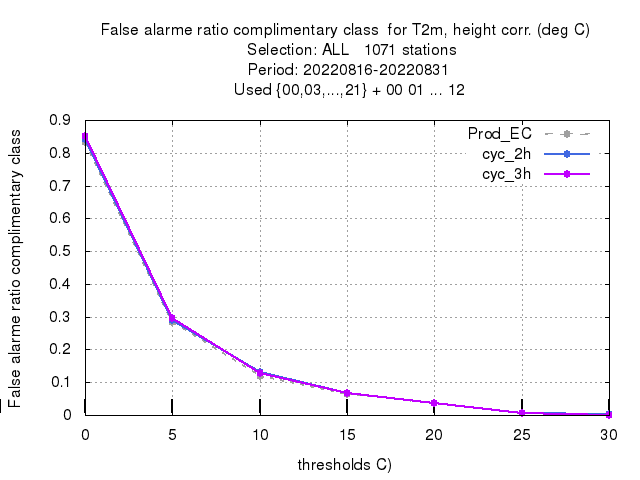 False alarme ratio complimentary class for T2m, height corr. (deg C)
Selection: ALL 1071 stations
Period: 20220816-20220831
Used {00,03,...,21} + 00 01 ... 12
False alarme ratio complimentary class
0.9
0.8
0.7
0.6
0.5
0.4
0.3
0.2
0.1
0
Prod_EC
cyc_2h
cyc_3h
0 5 10 15 20 25 30
thresholds C)